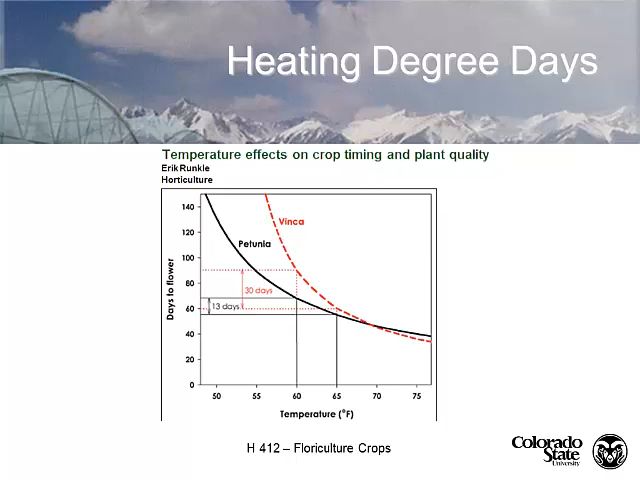 Heating Degree Days
Temperature effects on crop timing and plant quality
Erik Runkle
Horticulture
140
120
100
80
60
40
20
0
Days to flower
Vinca
Petunia
30 days
13 days
50
55
60
65
70
75
Temperature (°F)
H 412 – Floriculture Crops
Colorado
State
University